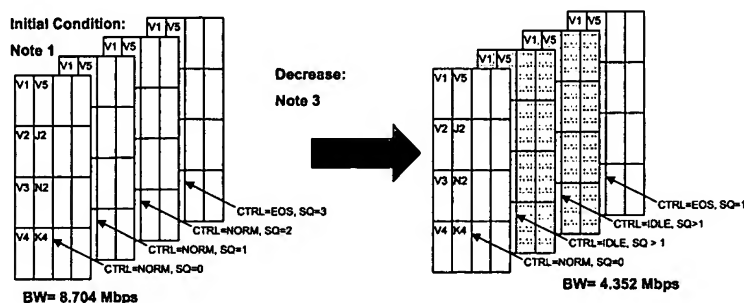 Initial Condition:
Note 1
V1 V5
V1 V5
V1 V5
V1 V5
V2 J2
V3 N2
V4 K4
CTRL=EOS, SQ=3
CTRL=NORM, SQ=2
CTRL=NORM, SQ=1
CTRL=NORM, SQ=0
BW= 8.704 Mbps
Decrease:
Note 3
V1 V5
V1 V5
V1 V5
V1 V5
V2 J2
V3 N2
V4 K4
CTRL=EOS, SQ=1
CTRL=IDLE, SQ>1
CTRL=IDLE, SQ > 1
CTRL=NORM, SQ=0
BW= 4.352 Mbps